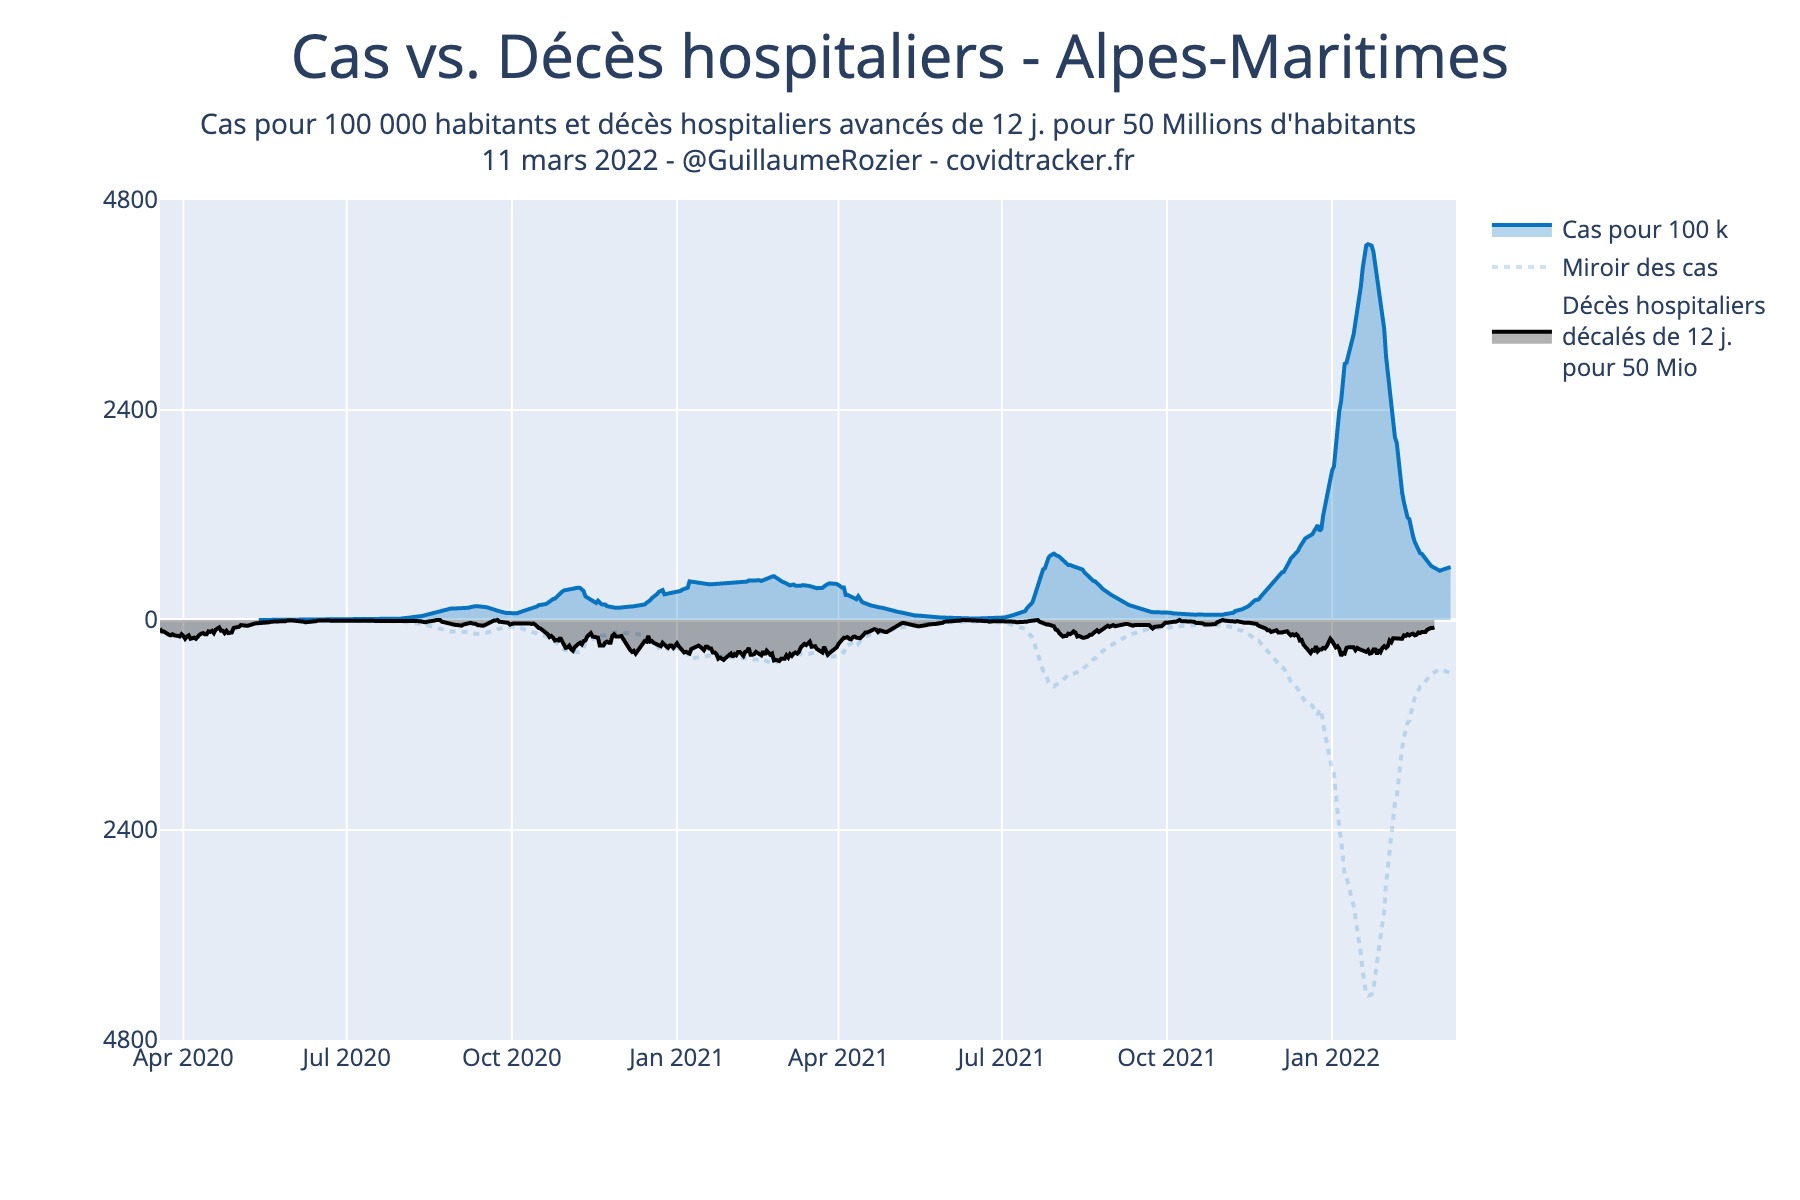 Cas vs. Décès hospitaliers - Alpes-Maritimes
Cas pour 100 000 habitants et décès hospitaliers avancés de 12 j. pour 50 Millions d'habitants
11 mars 2022 - @GuillaumeRozier - covidtracker.fr
4800
2400
0
2400
4800
Apr 2020
Jul 2020
Oct 2020
Jan 2021
Apr 2021
Jul 2021
Oct 2021
Jan 2022
Cas pour 100 k
Miroir des cas
Décès hospitaliers
décalés de 12 j.
pour 50 Mio